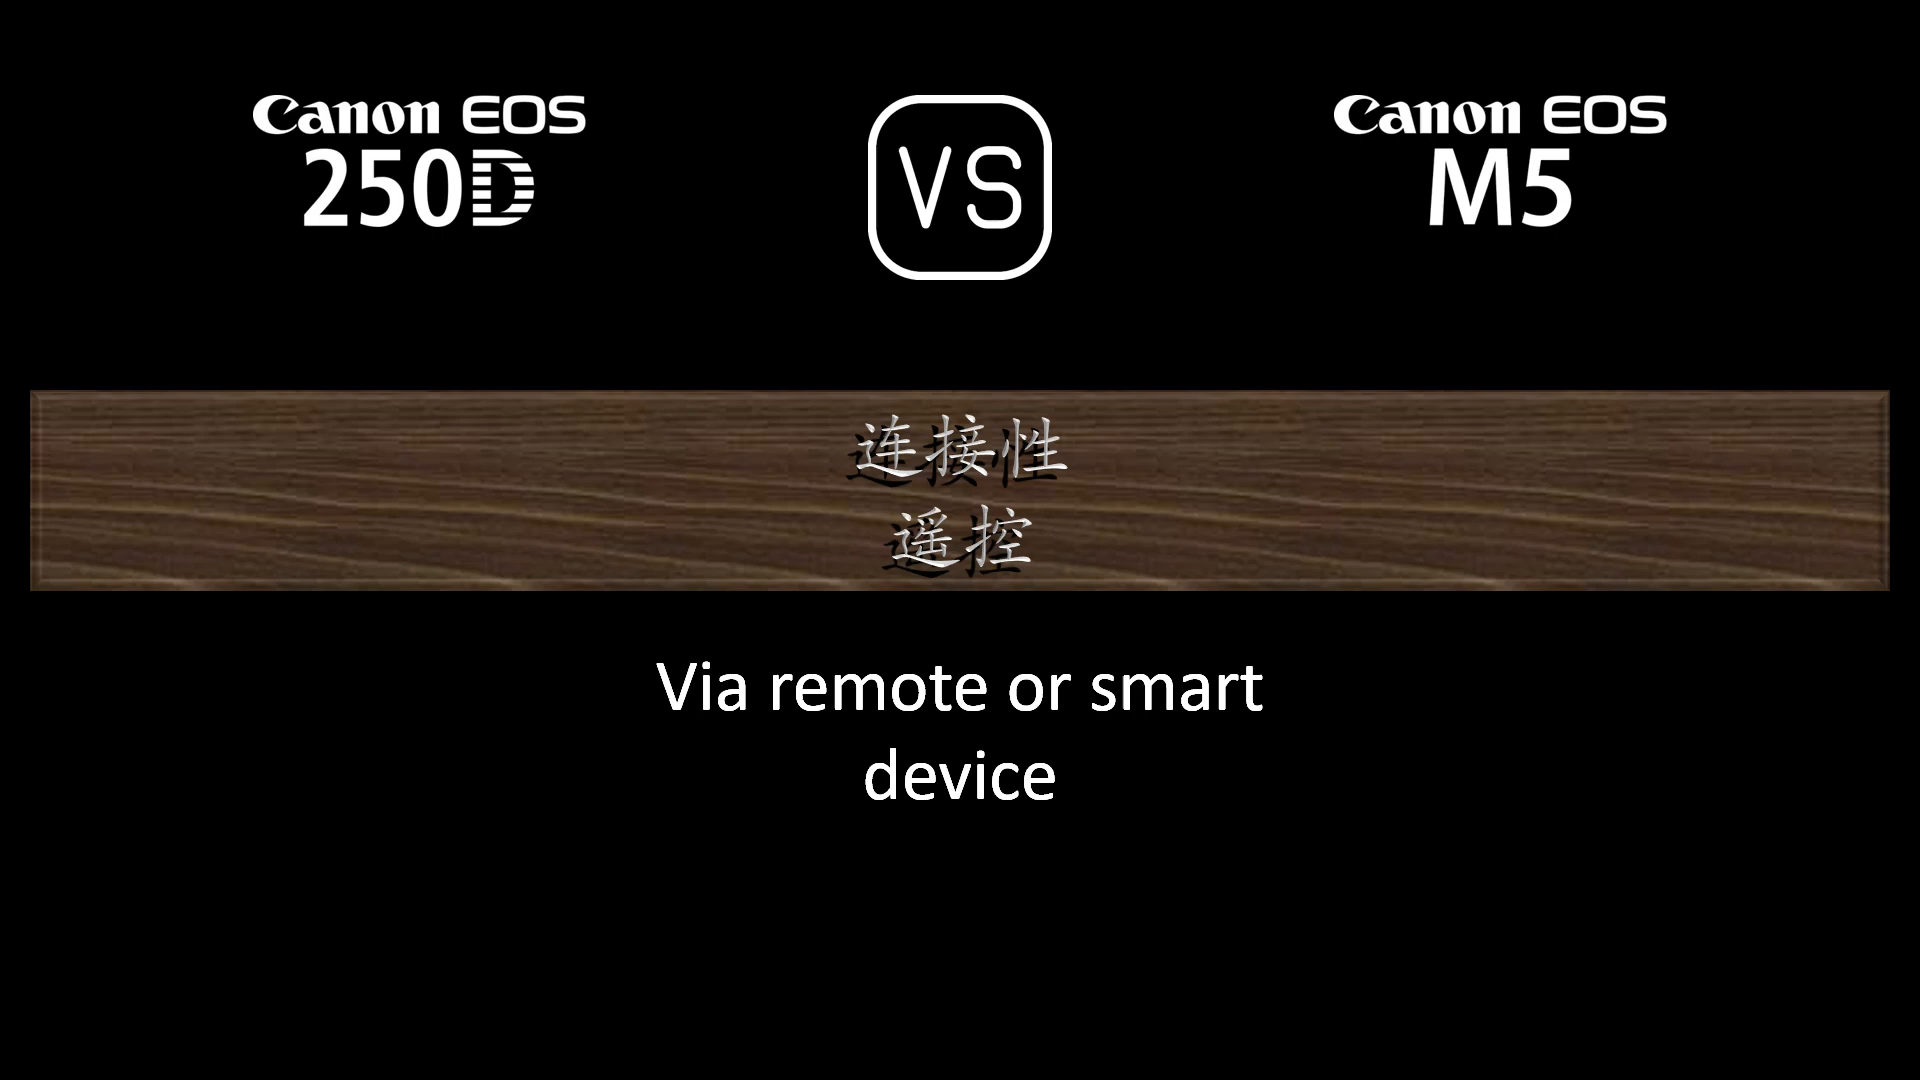 Canon EOS
250D
VS
Canon EOS
M5
连接性
遥控
Via remote or smart
device